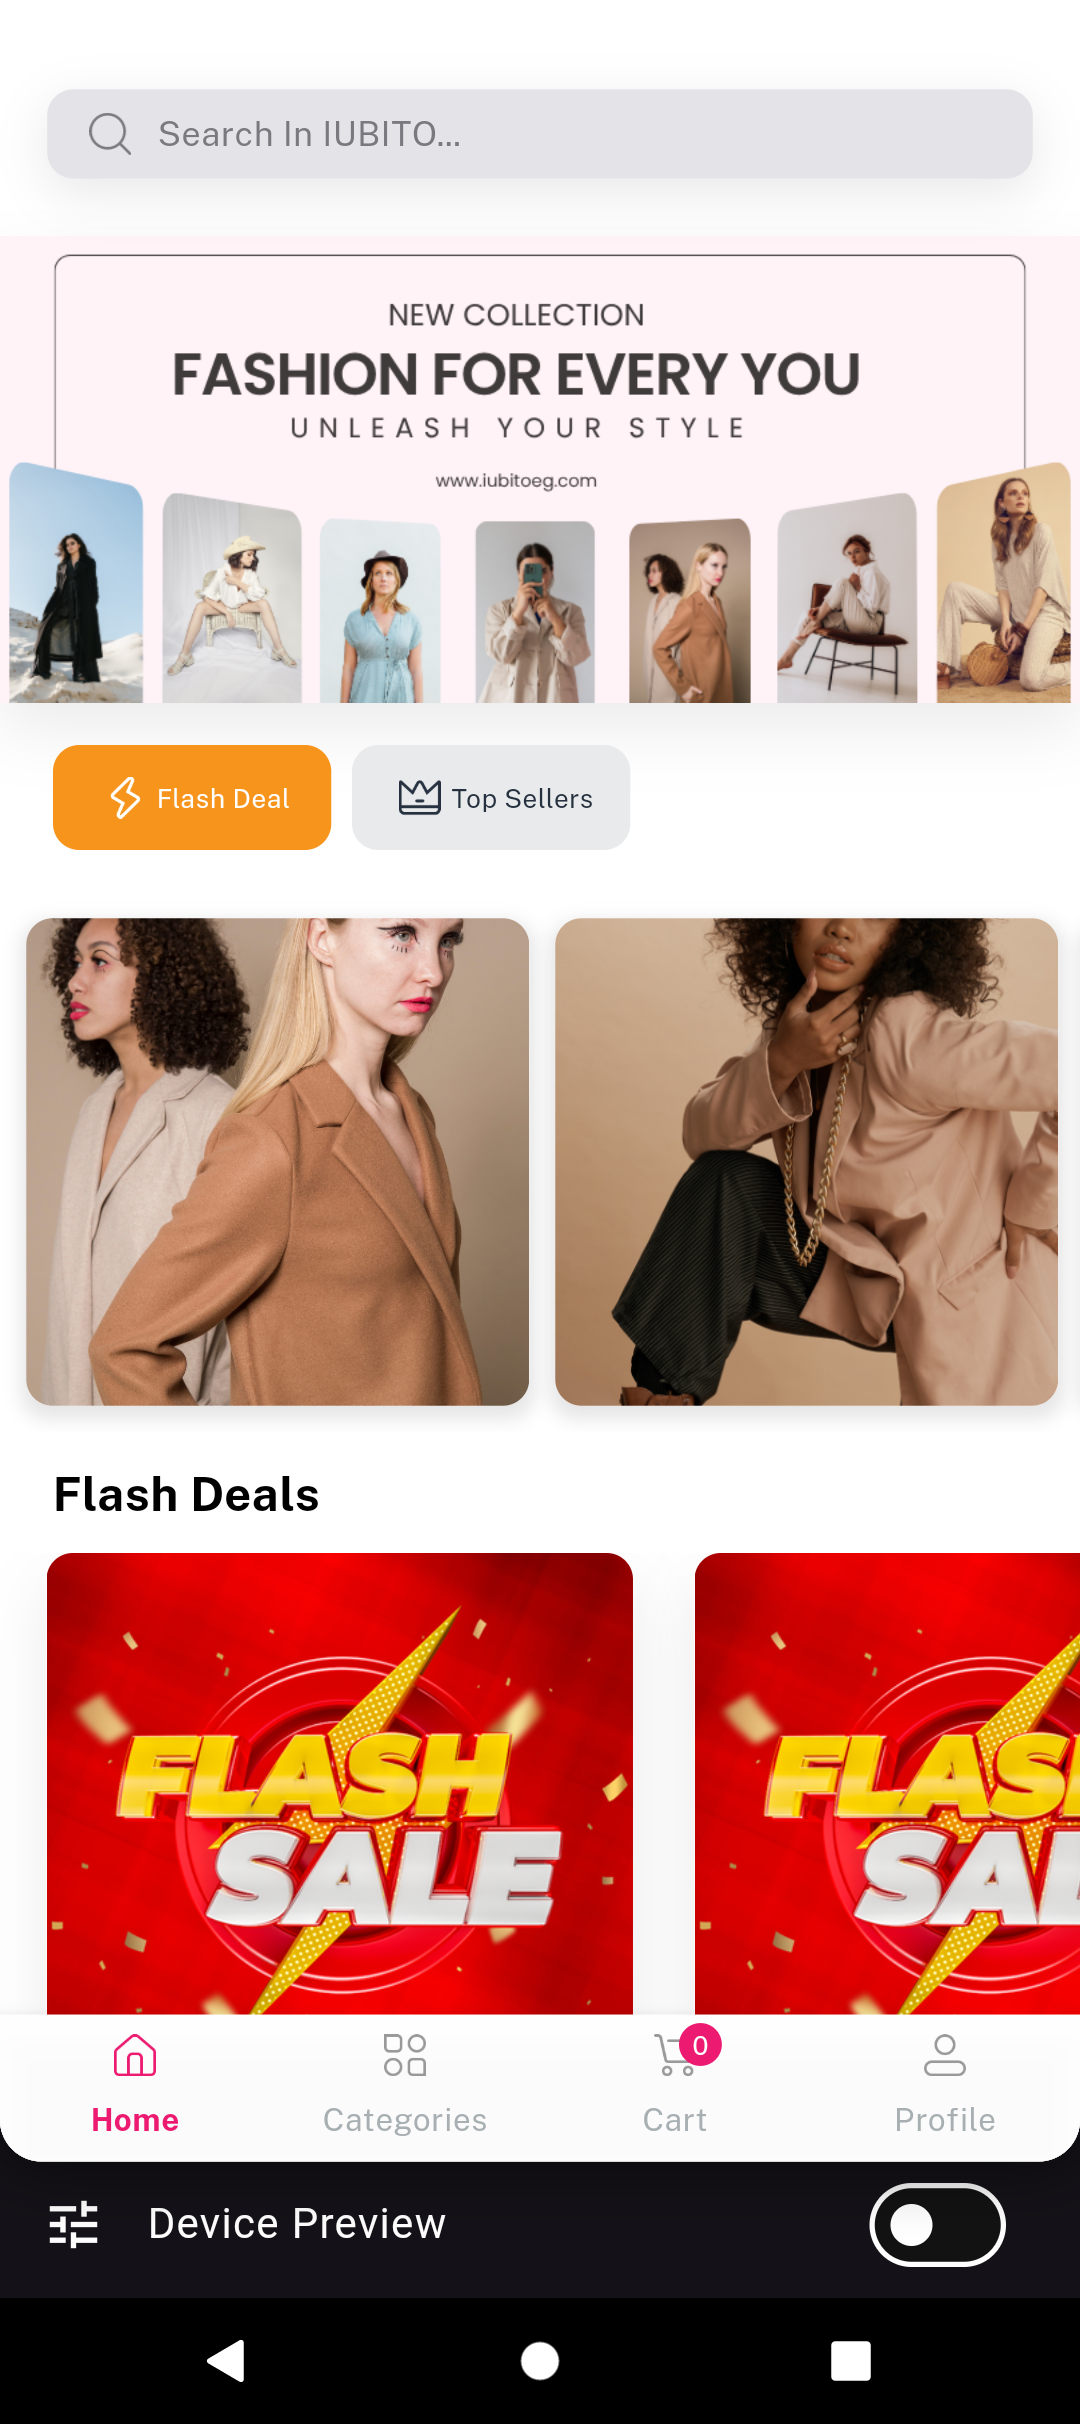 Search In IUBITO...
NEW COLLECTION
FASHION FOR EVERY YOU
UNLEASH YOUR STYLE
www.iubitoeg.com
Flash Deal
Top Sellers
Flash Deals
FLASH
SALE
FLAS
SAL
0
Home
Categories
Cart
Profile
Device Preview